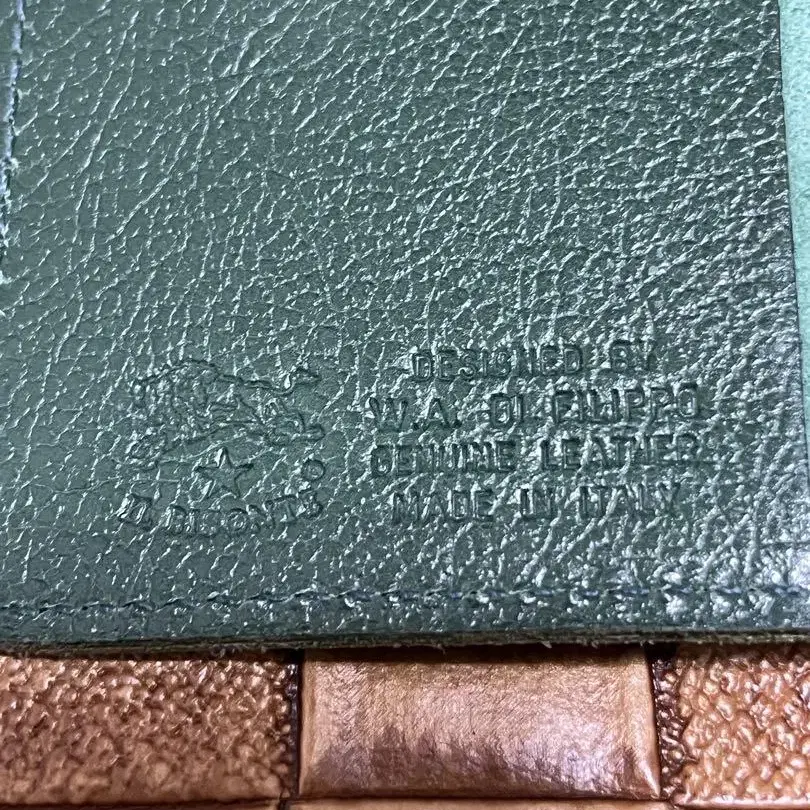 IL BISONTE
DESIGNED BY
W.A. DI FILIPPO
GENUINE LEATHER
MADE IN ITALY